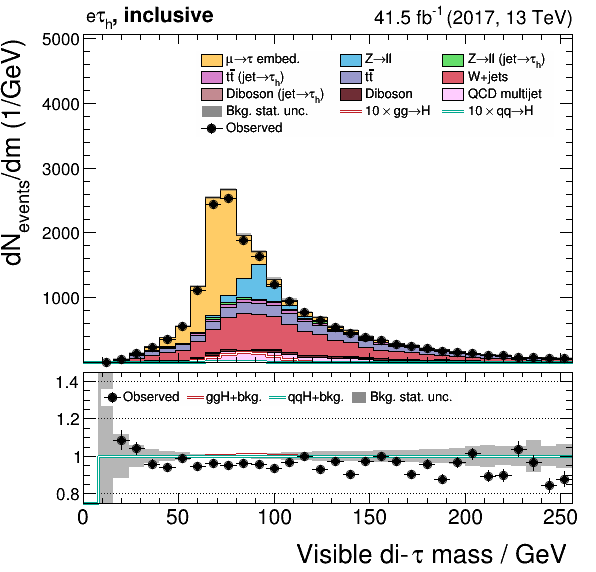 eτh, inclusive 41.5 fb⁻¹ (2017, 13 TeV)
dNevents/dm (1/GeV)
5000
4000
3000
2000
1000
μ→τ embed. Z→ll Z→ll (jet→τh)
tt̄ (jet→τh) tt̄ W+jets
Diboson (jet→τh) Diboson QCD multijet
Bkg. stat. unc. 10 × gg→H 10 × qq→H
Observed
1.4
1.2
1
0.8
Observed ggH+bkg. qqH+bkg. Bkg. stat. unc.
0 50 100 150 200 250
Visible di-τ mass / GeV